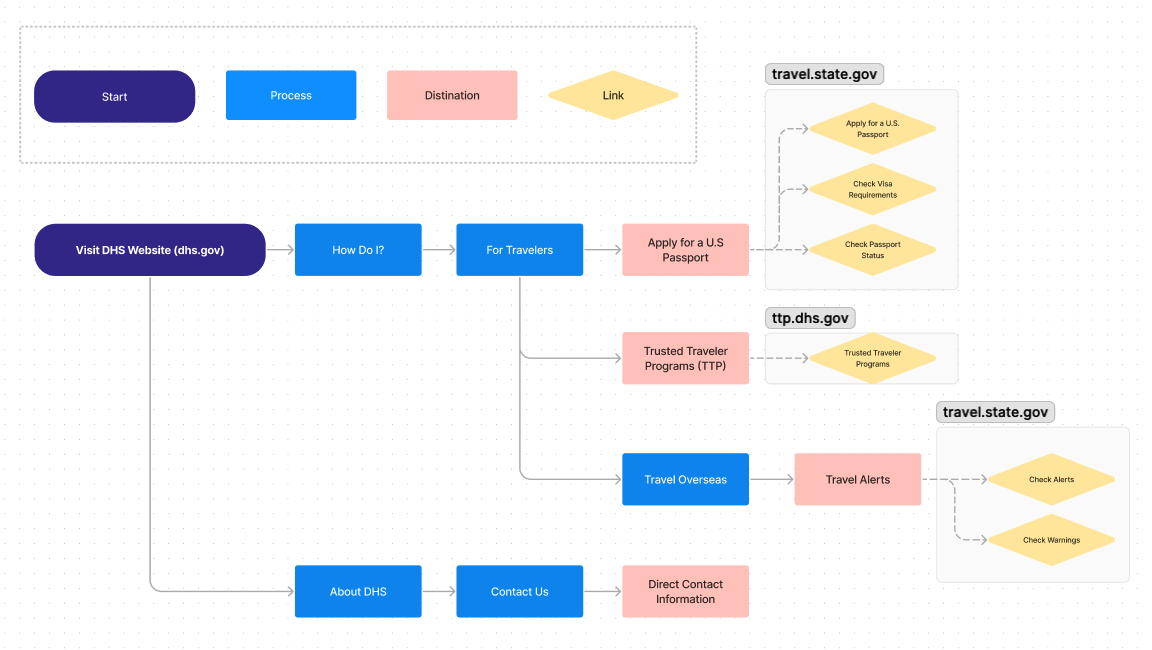 Start
Process
Distination
Link
travel.state.gov
Apply for a U.S.
Passport
Check Visa
Requirements
Check Passport
Status
Visit DHS Website (dhs.gov)
How Do I?
For Travelers
Apply for a U.S
Passport
ttp.dhs.gov
Trusted Traveler
Programs (TTP)
Trusted Traveler
Programs
travel.state.gov
Travel Overseas
Travel Alerts
Check Alerts
Check Warnings
About DHS
Contact Us
Direct Contact
Information